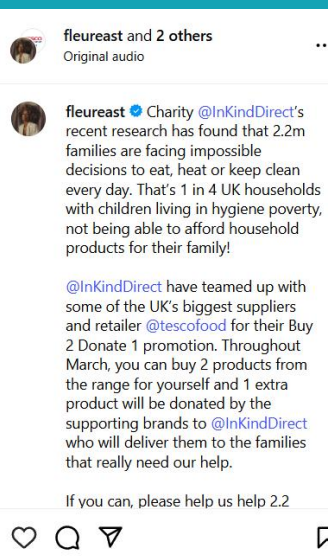 fleureast and 2 others
Original audio
fleureast Charity @InKindDirect's
recent research has found that 2.2m
families are facing impossible
decisions to eat, heat or keep clean
every day. That's 1 in 4 UK households
with children living in hygiene poverty,
not being able to afford household
products for their family!
@InKindDirect have teamed up with
some of the UK's biggest suppliers
and retailer @tescofood for their Buy
2 Donate 1 promotion. Throughout
March, you can buy 2 products from
the range for yourself and 1 extra
product will be donated by the
supporting brands to @InKindDirect
who will deliver them to the families
that really need our help.
If you can, please help us help 2.2